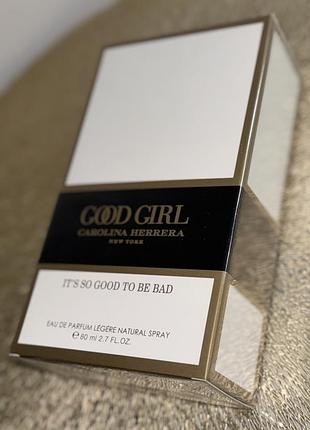 GOOD GIRL
CAROLINA HERRERA
NEW YORK
IT'S SO GOOD TO BE BAD
EAU DE PARFUM LÉGÈRE NATURAL SPRAY
℮ 80 ml 2.7 FL.OZ.